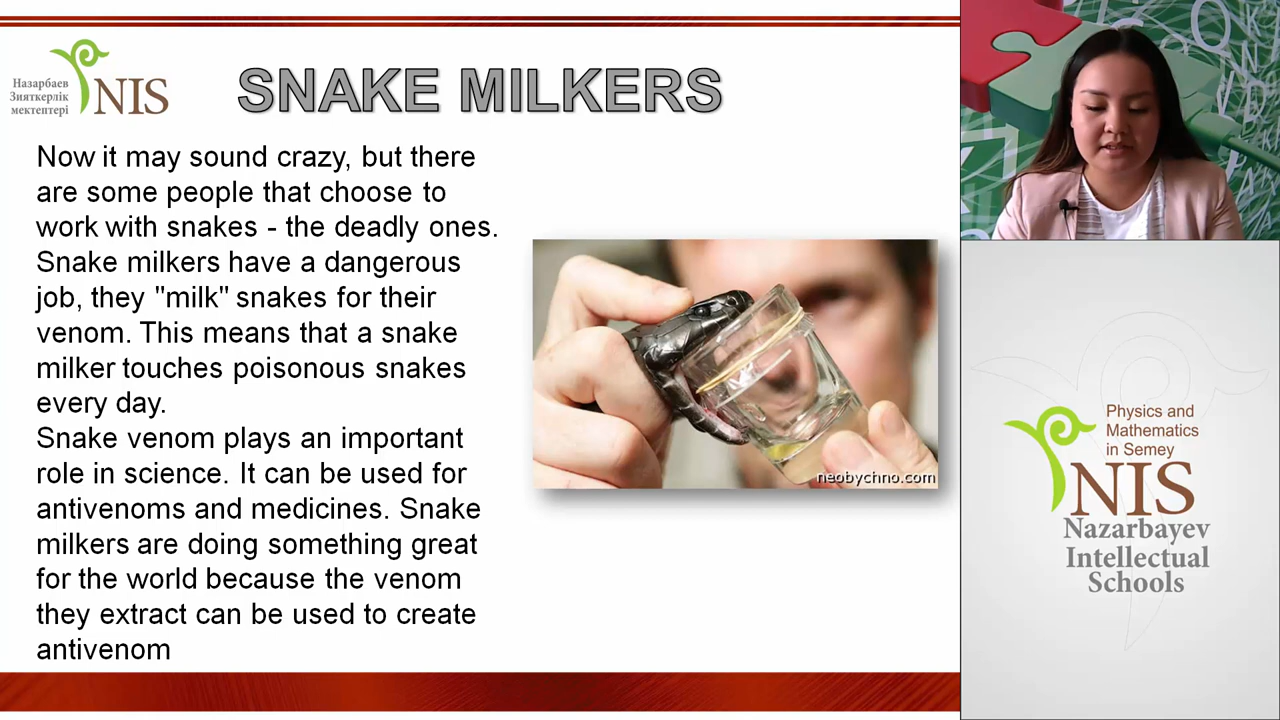 Назарбаев
Зияткерлік
мектептері
NIS
SNAKE MILKERS
Now it may sound crazy, but there
are some people that choose to
work with snakes - the deadly ones.
Snake milkers have a dangerous
job, they "milk" snakes for their
venom. This means that a snake
milker touches poisonous snakes
every day.
Snake venom plays an important
role in science. It can be used for
antivenoms and medicines. Snake
milkers are doing something great
for the world because the venom
they extract can be used to create
antivenom
neobychno.com
Physics and
Mathematics
in Semey
NIS
Nazarbayev
Intellectual
Schools